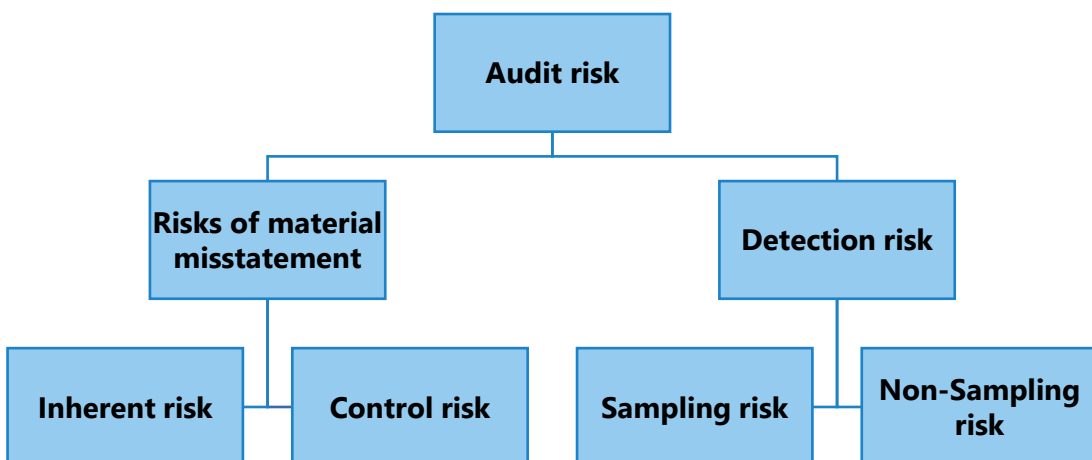 Audit risk
Risks of material
misstatement
Detection risk
Inherent risk
Control risk
Sampling risk
Non-Sampling
risk